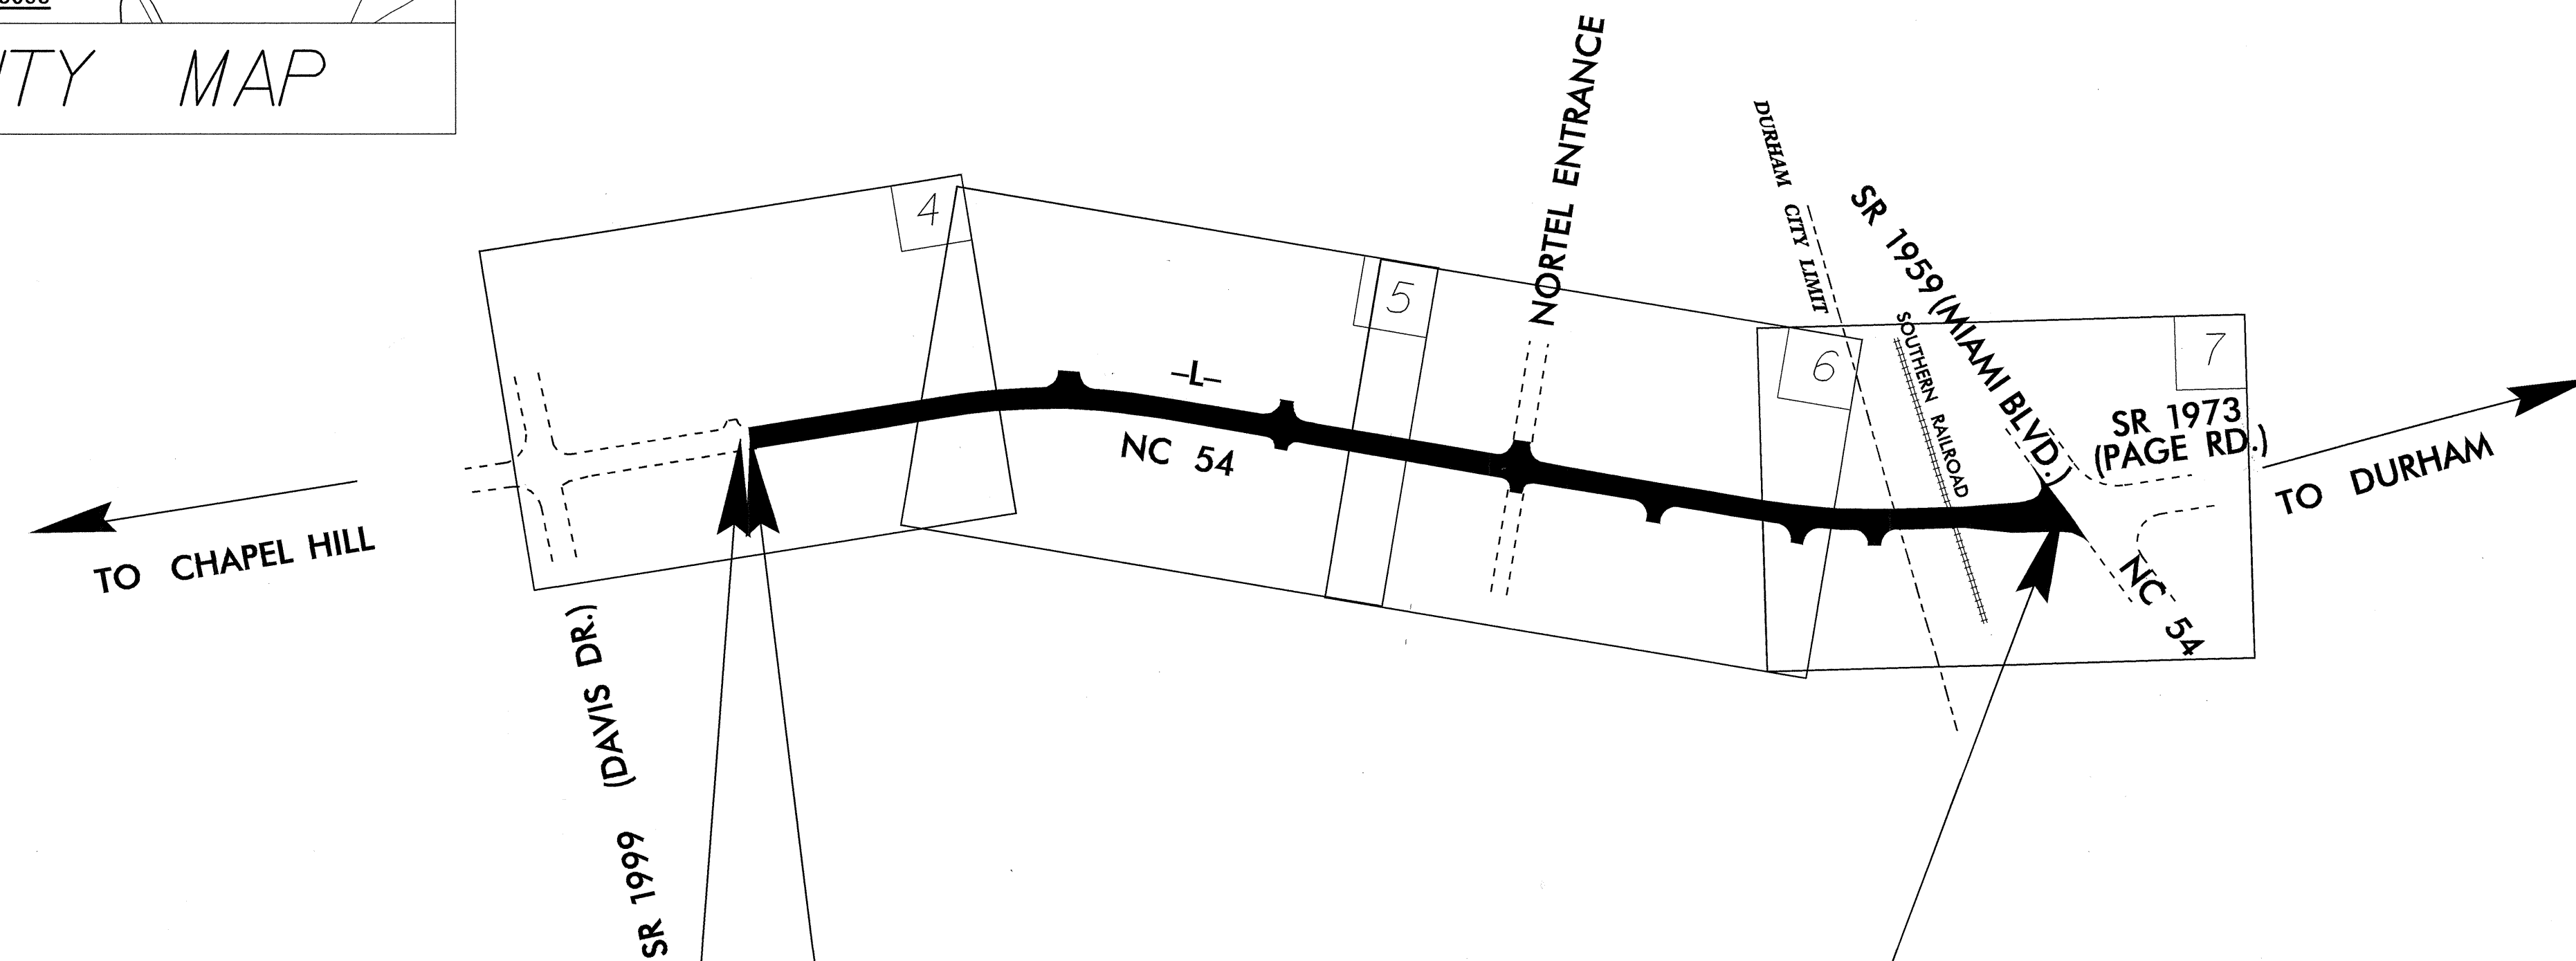 MAP
NORTEL ENTRANCE
DURHAM CITY LIMIT
SR 1959 (MIAMI BLVD.)
4
5
6
7
SOUTHERN RAILROAD
-L-
NC 54
SR 1973
(PAGE RD.)
TO DURHAM
TO CHAPEL HILL
NC 54
SR 1999 (DAVIS DR.)